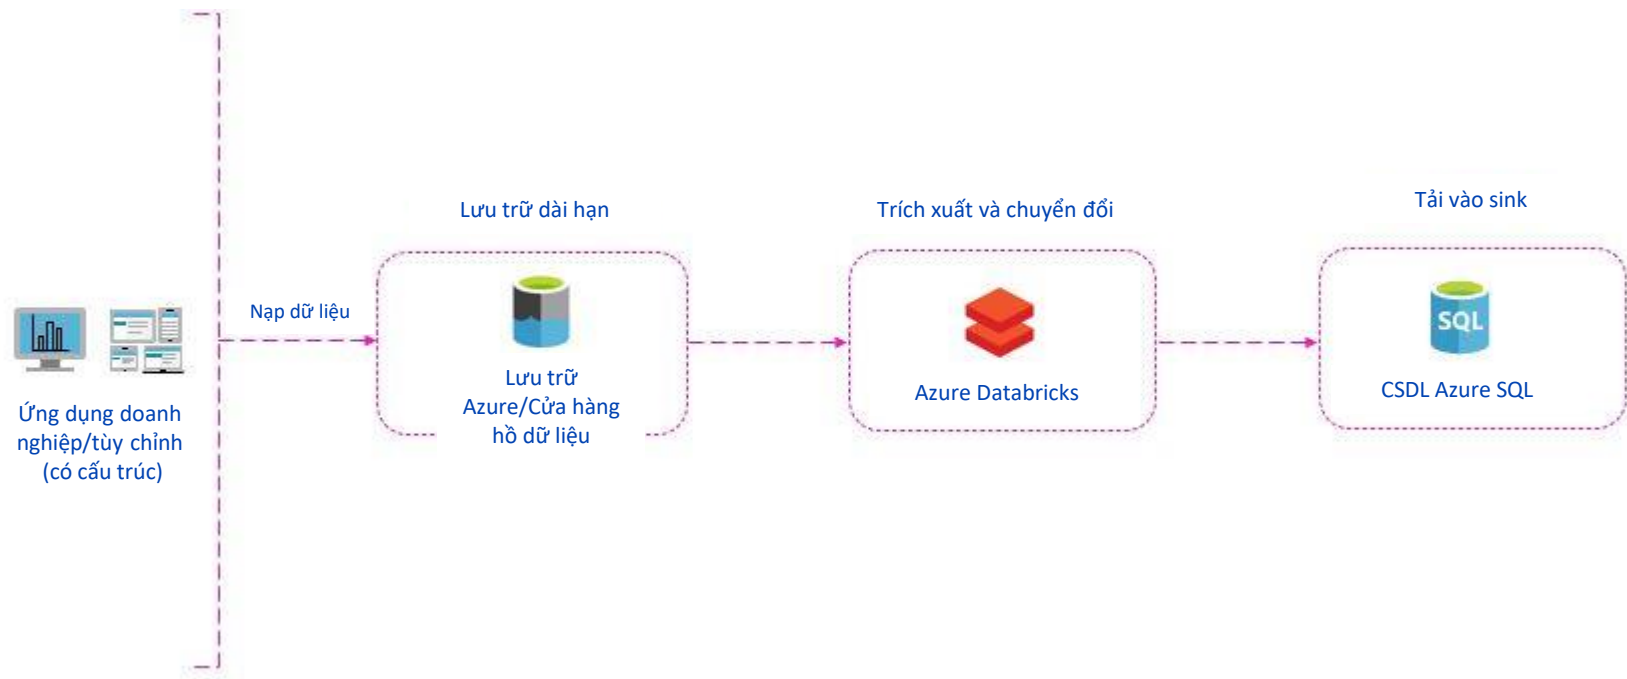 Ứng dụng doanh
nghiệp/tùy chỉnh
(có cấu trúc)
Nạp dữ liệu
Lưu trữ dài hạn
Lưu trữ
Azure/Cửa hàng
hồ dữ liệu
Trích xuất và chuyển đổi
Azure Databricks
Tải vào sink
SQL
CSDL Azure SQL